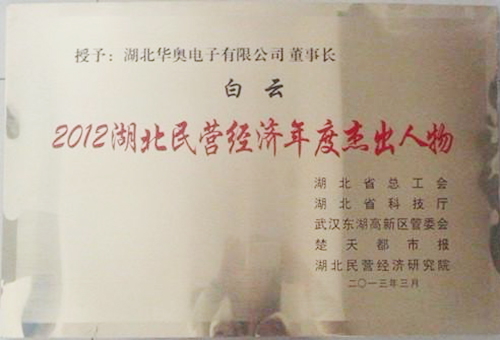 授予：湖北华奥电子有限公司董事长
白云
2012湖北民营经济年度杰出人物
湖北省总工会
湖北省科技厅
武汉东湖高新区管委会
楚天都市报
湖北民营经济研究院
二〇一三年三月